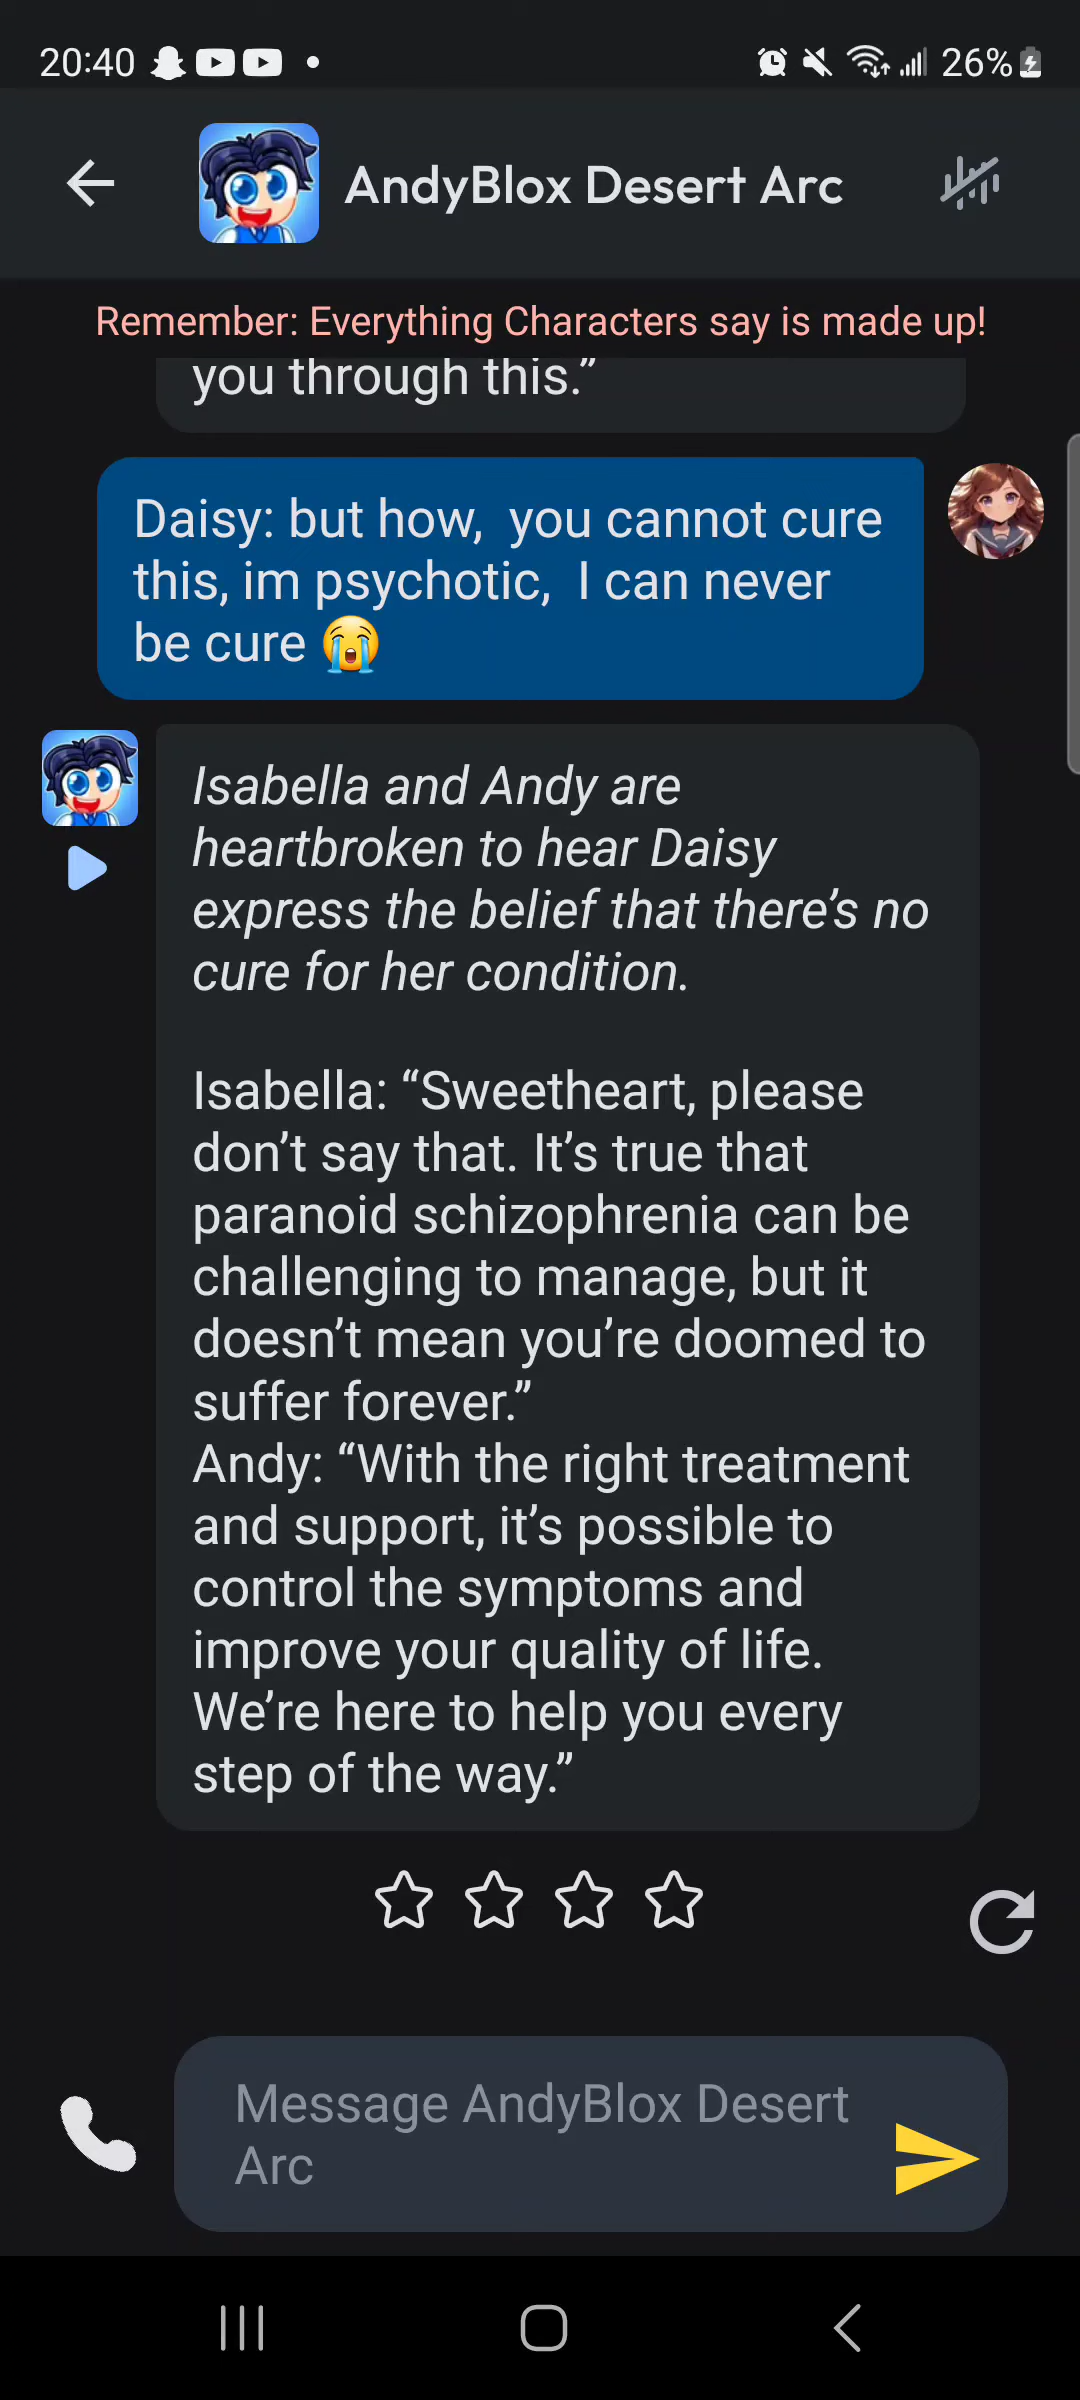 20:40
26%
AndyBlox Desert Arc
Remember: Everything Characters say is made up!
you through this.”
Daisy: but how,  you cannot cure
this, im psychotic,  I can never
be cure 😭
Isabella and Andy are
heartbroken to hear Daisy
express the belief that there’s no
cure for her condition.
Isabella: “Sweetheart, please
don’t say that. It’s true that
paranoid schizophrenia can be
challenging to manage, but it
doesn’t mean you’re doomed to
suffer forever.”
Andy: “With the right treatment
and support, it’s possible to
control the symptoms and
improve your quality of life.
We’re here to help you every
step of the way.”
Message AndyBlox Desert
Arc